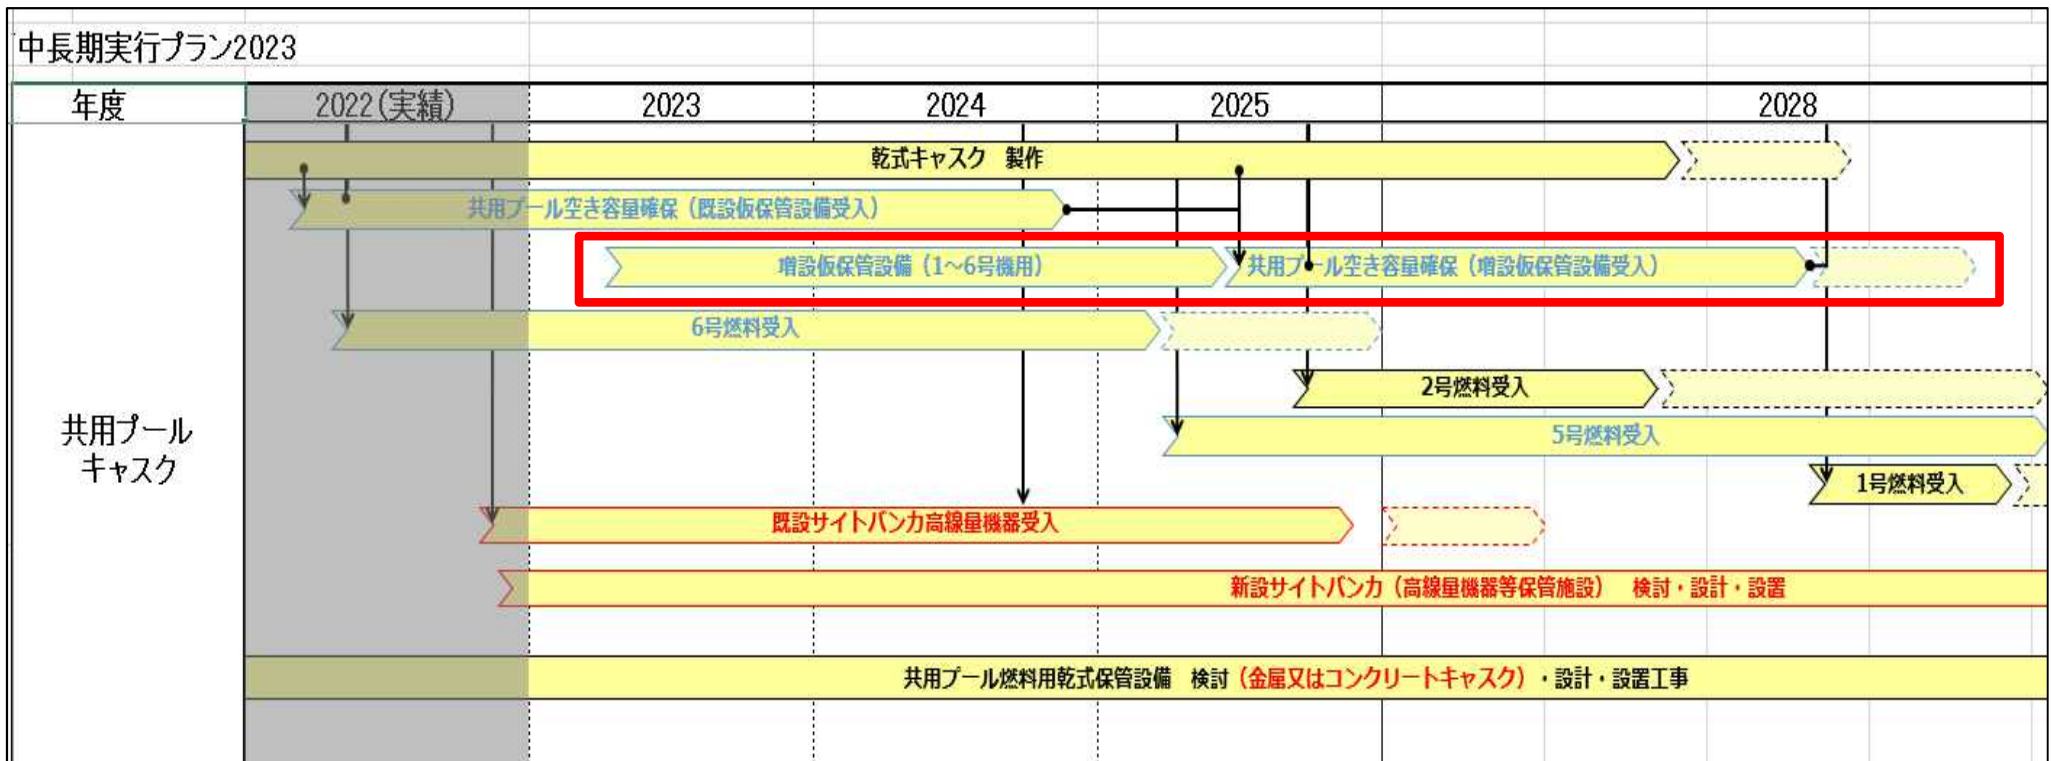 中長期実行プラン2023
年度
2022(実績)
2023
2024
2025
2028
乾式キャスク 製作
共用プール空き容量確保（既設仮保管設備受入）
増設仮保管設備（1～6号機用）
共用プール空き容量確保（増設仮保管設備受入）
6号燃料受入
2号燃料受入
5号燃料受入
共用プール
キャスク
1号燃料受入
既設サイトバンカ高線量機器受入
新設サイトバンカ（高線量機器等保管施設） 検討・設計・設置
共用プール燃料用乾式保管設備 検討（金属又はコンクリートキャスク）・設計・設置工事